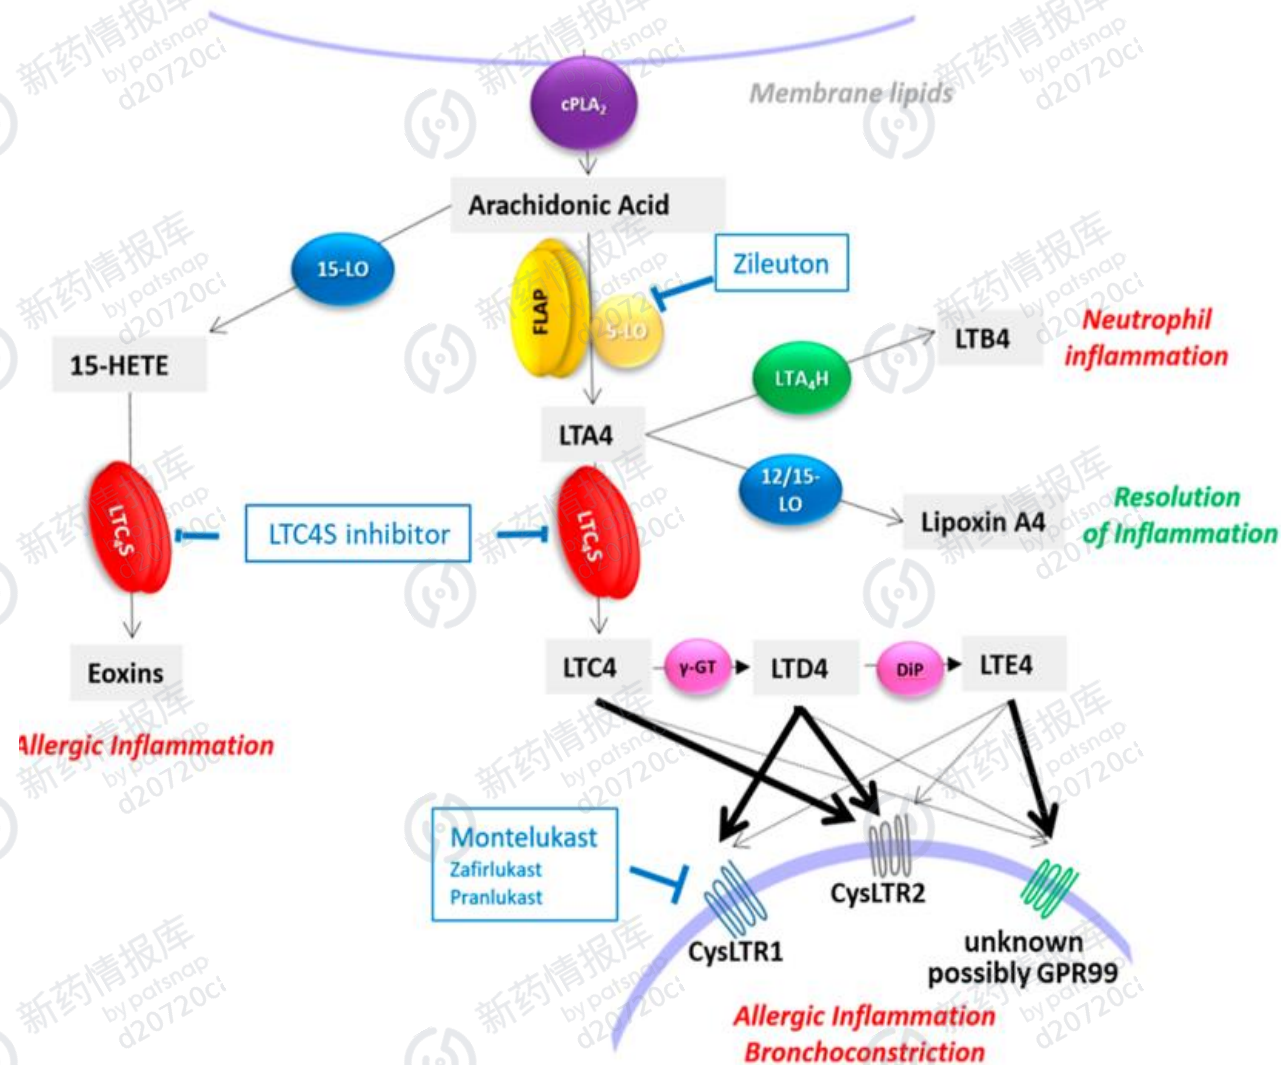 cPLA₂
Membrane lipids
Arachidonic Acid
15-LO
Zileuton
FLAP
5-LO
LTB4
Neutrophil
inflammation
15-HETE
LTA₄H
LTA4
12/15-
LO
Resolution
of Inflammation
Lipoxin A4
LTC₄S
LTC4S inhibitor
LTC₄S
Eoxins
LTC4
γ-GT
LTD4
DiP
LTE4
Allergic Inflammation
Montelukast
Zafirlukast
Pranlukast
CysLTR1
CysLTR2
unknown
possibly GPR99
Allergic Inflammation
Bronchoconstriction
新药情报库
by patsnap
d20720ci